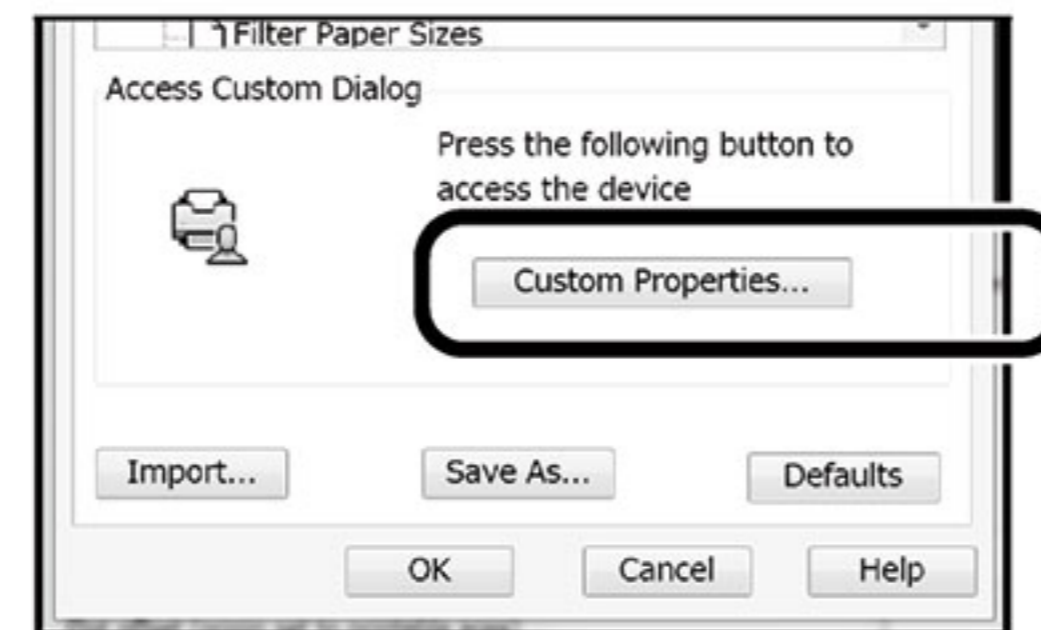 Filter Paper Sizes
Access Custom Dialog
Press the following button to
access the device
Custom Properties...
Import...
Save As...
Defaults
OK
Cancel
Help